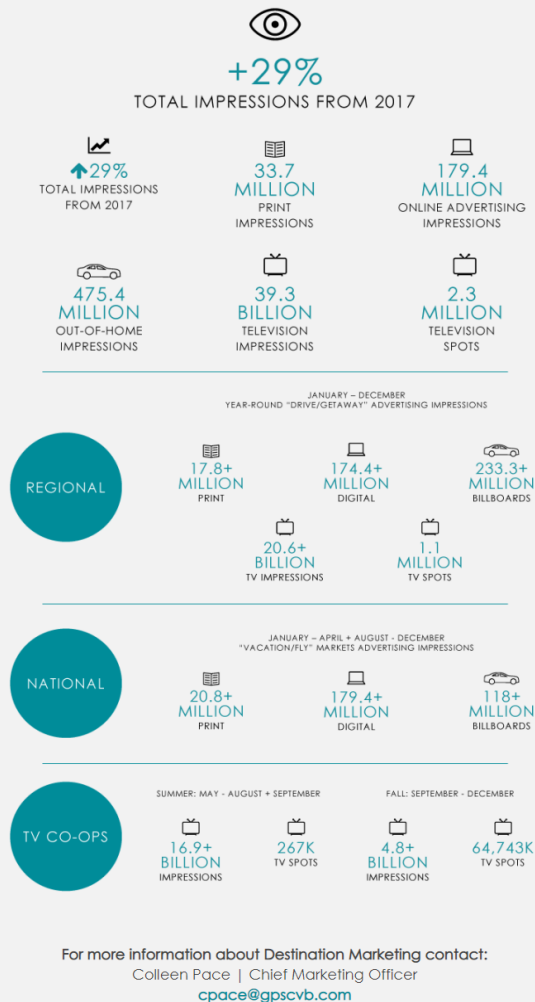 +29%
TOTAL IMPRESSIONS FROM 2017
29%
TOTAL IMPRESSIONS
FROM 2017
33.7
MILLION
PRINT
IMPRESSIONS
179.4
MILLION
ONLINE ADVERTISING
IMPRESSIONS
475.4
MILLION
OUT-OF-HOME
IMPRESSIONS
39.3
BILLION
TELEVISION
IMPRESSIONS
2.3
MILLION
TELEVISION
SPOTS
JANUARY – DECEMBER
YEAR-ROUND "DRIVE/GETAWAY" ADVERTISING IMPRESSIONS
REGIONAL
17.8+
MILLION
PRINT
174.4+
MILLION
DIGITAL
233.3+
MILLION
BILLBOARDS
20.6+
BILLION
TV IMPRESSIONS
1.1
MILLION
TV SPOTS
JANUARY – APRIL + AUGUST - DECEMBER
"VACATION/FLY" MARKETS ADVERTISING IMPRESSIONS
NATIONAL
20.8+
MILLION
PRINT
179.4+
MILLION
DIGITAL
118+
MILLION
BILLBOARDS
SUMMER: MAY - AUGUST + SEPTEMBER
FALL: SEPTEMBER - DECEMBER
TV CO-OPS
16.9+
BILLION
IMPRESSIONS
267K
TV SPOTS
4.8+
BILLION
IMPRESSIONS
64,743K
TV SPOTS
For more information about Destination Marketing contact:
Colleen Pace | Chief Marketing Officer
cpace@gpscvb.com